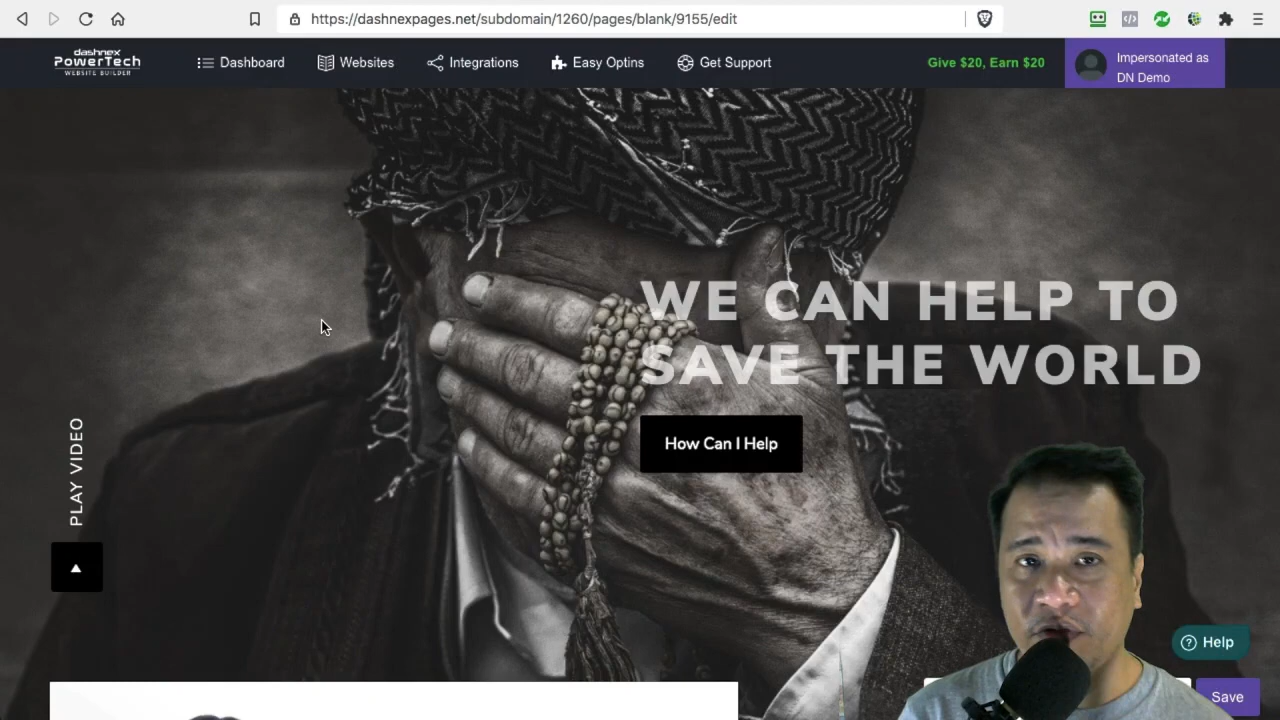 https://dashnexpages.net/subdomain/1260/pages/blank/9155/edit
dashnex
PowerTech
WEBSITE BUILDER
Dashboard
Websites
Integrations
Easy Optins
Get Support
Give $20, Earn $20
Impersonated as
DN Demo
WE CAN HELP TO
SAVE THE WORLD
How Can I Help
PLAY VIDEO
Help
Save